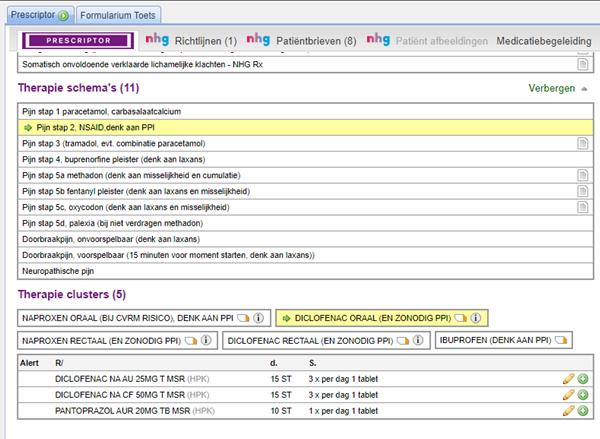 Prescriptor
Formularium Toets
PRESCRIPTOR nhg Richtlijnen (1) nhg Patiëntbrieven (8) nhg Patiënt afbeeldingen Medicatiebegeleiding
Somatisch onvoldoende verklaarde lichamelijke klachten - NHG Rx
Therapie schema's (11) Verbergen
Pijn stap 1 paracetamol, carbasalaatcalcium
Pijn stap 2, NSAID,denk aan PPI
Pijn stap 3 (tramadol, evt. combinatie paracetamol)
Pijn stap 4, buprenorfine pleister (denk aan laxans)
Pijn stap 5a methadon (denk aan misselijkheid en cumulatie)
Pijn stap 5b fentanyl pleister (denk aan laxans en misselijkheid)
Pijn stap 5c, oxycodon (denk aan laxans en misselijkheid)
Pijn stap 5d, palexia (bij niet verdragen methadon)
Doorbraakpijn, onvoorspelbaar (denk aan laxans)
Doorbraakpijn, voorspelbaar (15 minuten voor moment starten, denk aan laxans))
Neuropathische pijn
Therapie clusters (5)
NAPROXEN ORAAL (BIJ CVRM RISICO), DENK AAN PPI DICLOFENAC ORAAL (EN ZONODIG PPI)
NAPROXEN RECTAAL (EN ZONODIG PPI) DICLOFENAC RECTAAL (EN ZONODIG PPI) IBUPROFEN (DENK AAN PPI)
Alert R/ d. S.
DICLOFENAC NA AU 25MG T MSR (HPK) 15 ST 3 x per dag 1 tablet
DICLOFENAC NA CF 50MG T MSR (HPK) 15 ST 3 x per dag 1 tablet
PANTOPRAZOL AUR 20MG TB MSR (HPK) 10 ST 1 x per dag 1 tablet